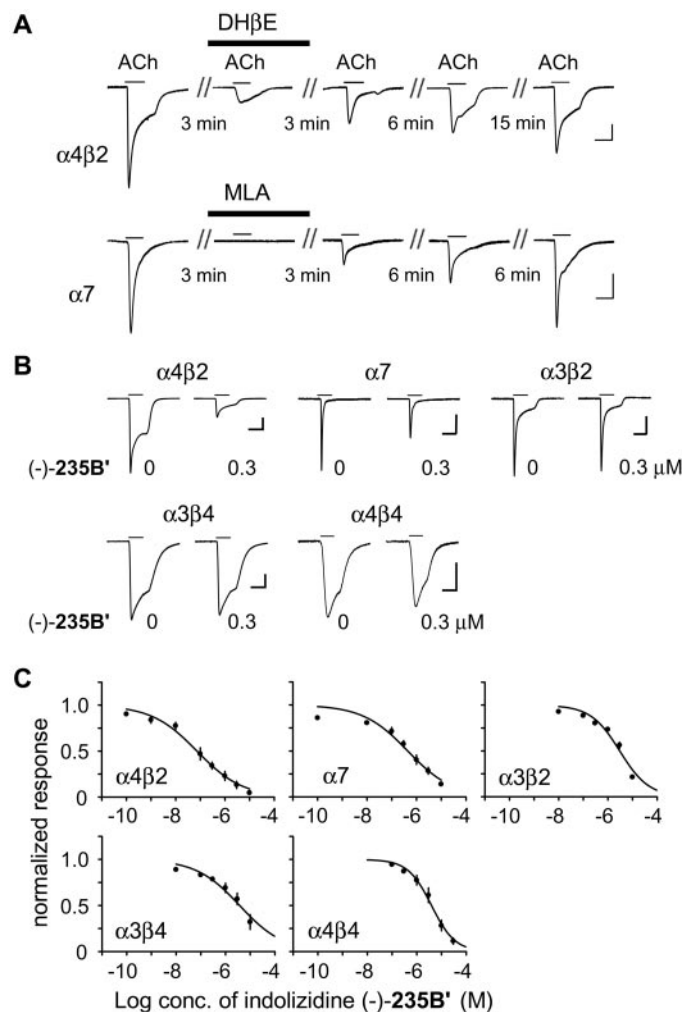 A
DHβE
ACh ACh ACh ACh ACh
3 min 3 min 6 min 15 min
α4β2
MLA
3 min 3 min 6 min 6 min
α7
B
α4β2 α7 α3β2
(-)-235B' 0 0.3 0 0.3 0 0.3 μM
α3β4 α4β4
(-)-235B' 0 0.3 0 0.3 μM
C
normalized response
1.0
0.5
0
α4β2 α7 α3β2
-10 -8 -6 -4 -10 -8 -6 -4 -10 -8 -6 -4
1.0
0.5
0
α3β4 α4β4
-10 -8 -6 -4 -10 -8 -6 -4
Log conc. of indolizidine (-)-235B' (M)